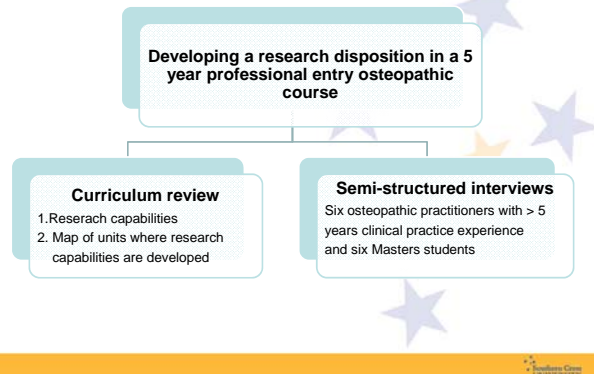 Developing a research disposition in a 5
year professional entry osteopathic
course
Curriculum review
1.Reserach capabilities
2. Map of units where research
capabilities are developed
Semi-structured interviews
Six osteopathic practitioners with > 5
years clinical practice experience
and six Masters students
Southern Cross